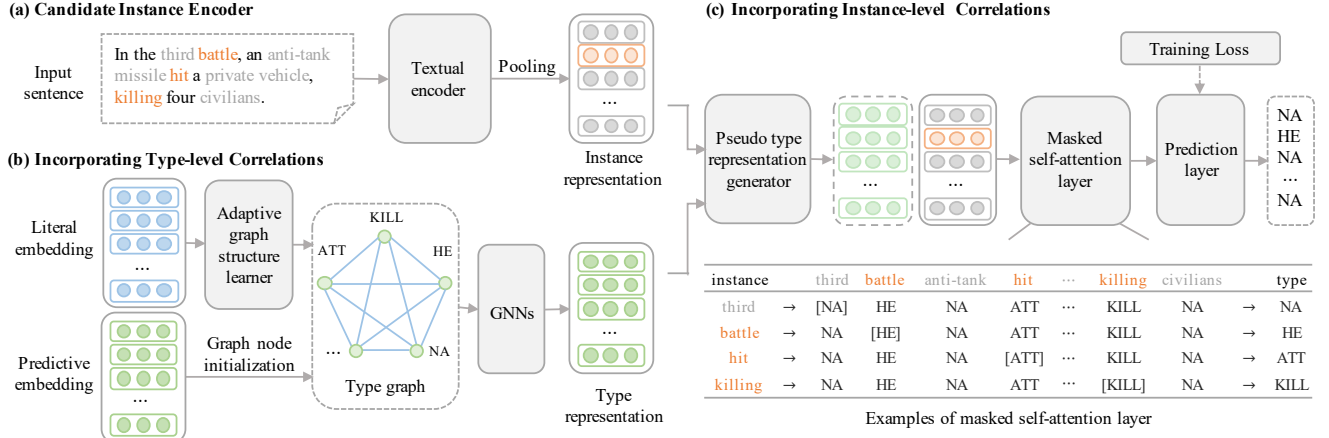 (a) Candidate Instance Encoder
Input
sentence
In the third battle, an anti-tank
missile hit a private vehicle,
killing four civilians.
Textual
encoder
Pooling
...
Instance
representation
(b) Incorporating Type-level Correlations
Literal
embedding
...
Adaptive
graph
structure
learner
Predictive
embedding
...
Graph node
initialization
KILL
ATT
HE
...
NA
Type graph
GNNs
...
Type
representation
(c) Incorporating Instance-level Correlations
Training Loss
Pseudo type
representation
generator
...
...
Masked
self-attention
layer
Prediction
layer
NA
HE
NA
...
NA
instance third battle anti-tank hit ... killing civilians type
third → [NA] HE NA ATT ... KILL NA → NA
battle → NA [HE] NA ATT ... KILL NA → HE
hit → NA HE NA [ATT] ... KILL NA → ATT
killing → NA HE NA ATT ... [KILL] NA → KILL
Examples of masked self-attention layer